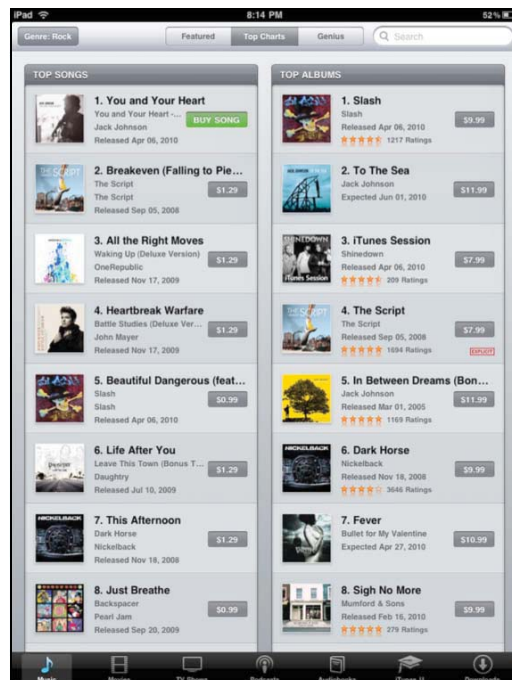 iPad 8:14 PM 52%
Genre: Rock Featured Top Charts Genius Search
TOP SONGS
1. You and Your Heart
You and Your Heart -...
Jack Johnson
Released Apr 06, 2010
BUY SONG
2. Breakeven (Falling to Pie...
The Script
The Script
Released Sep 05, 2008
$1.29
3. All the Right Moves
Waking Up (Deluxe Version)
OneRepublic
Released Nov 17, 2009
$1.29
4. Heartbreak Warfare
Battle Studies (Deluxe Ver...
John Mayer
Released Nov 17, 2009
$1.29
5. Beautiful Dangerous (feat...
Slash
Slash
Released Apr 06, 2010
$0.99
6. Life After You
Leave This Town (Bonus T...
Daughtry
Released Jul 10, 2009
$1.29
7. This Afternoon
Dark Horse
Nickelback
Released Nov 18, 2008
$1.29
8. Just Breathe
Backspacer
Pearl Jam
Released Sep 20, 2009
$0.99
TOP ALBUMS
1. Slash
Slash
Released Apr 06, 2010
1217 Ratings
$9.99
2. To The Sea
Jack Johnson
Expected Jun 01, 2010
$11.99
3. iTunes Session
Shinedown
Released Apr 06, 2010
209 Ratings
$7.99
SHINEDOWN
iTunes Session
4. The Script
The Script
Released Sep 05, 2008
1694 Ratings
$7.99
EXPLICIT
5. In Between Dreams (Bon...
Jack Johnson
Released Mar 01, 2005
1169 Ratings
$11.99
6. Dark Horse
Nickelback
Released Nov 18, 2008
3646 Ratings
$9.99
NICKELBACK
7. Fever
Bullet for My Valentine
Expected Apr 27, 2010
$10.99
8. Sigh No More
Mumford & Sons
Released Feb 16, 2010
279 Ratings
$9.99
Music Movies TV Shows Podcasts Audiobooks iTunes U Downloads